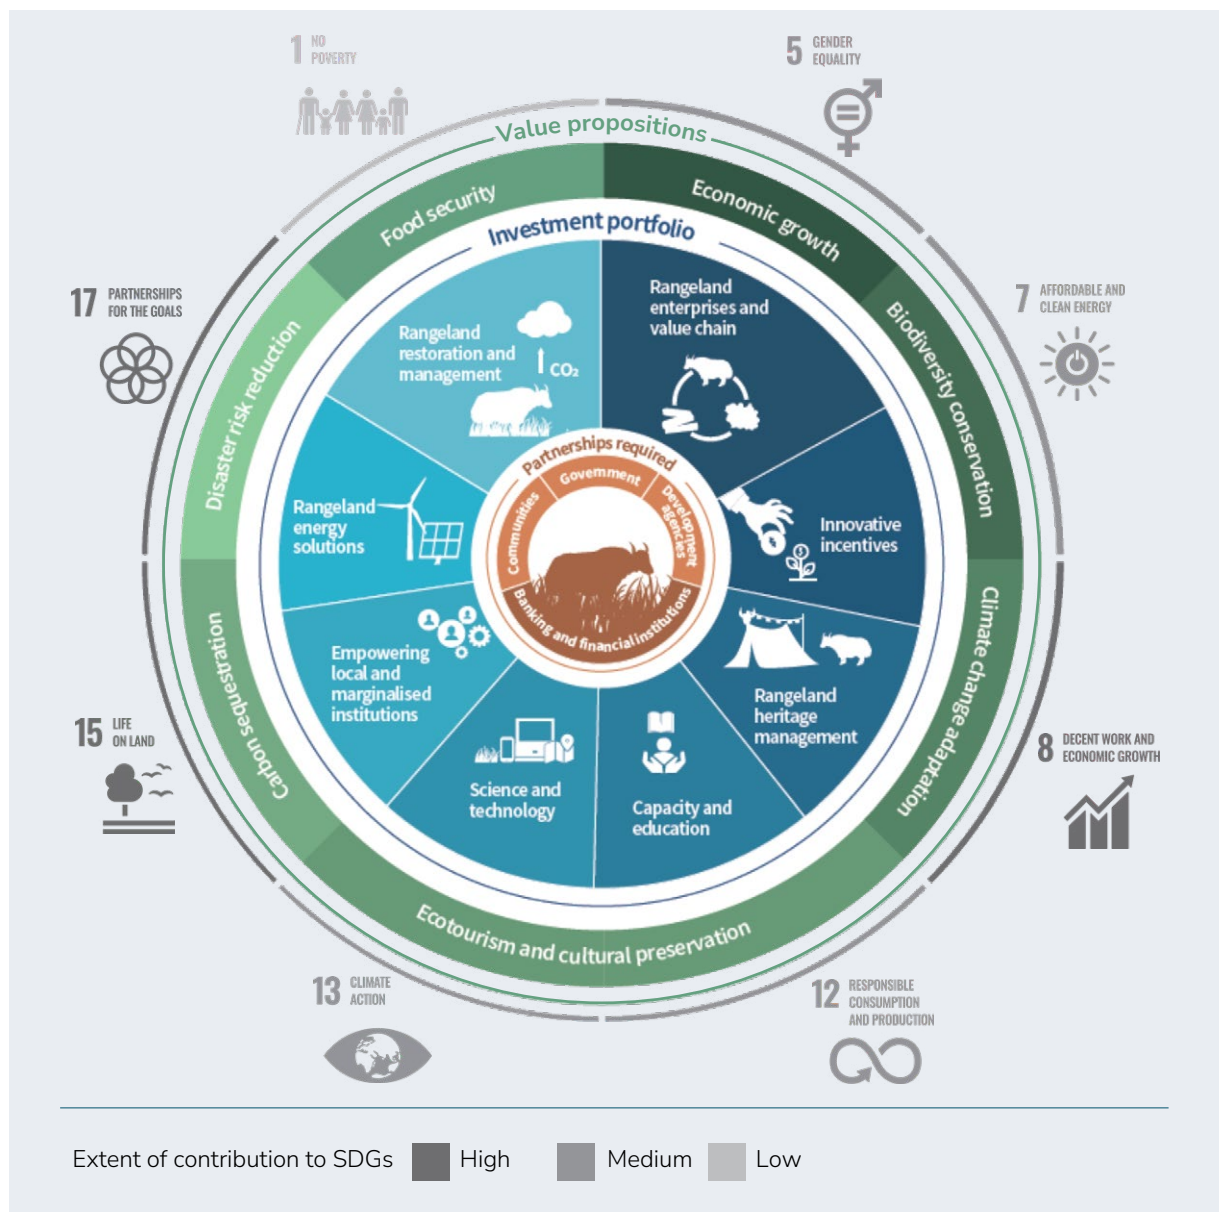 1 NO
POVERTY
5 GENDER
EQUALITY
Value propositions
Food security
Economic growth
Investment portfolio
17 PARTNERSHIPS
FOR THE GOALS
7 AFFORDABLE AND
CLEAN ENERGY
Disaster risk reduction
Biodiversity conservation
Rangeland
restoration and
management
CO₂
Rangeland
enterprises and
value chain
Partnerships required
Government
Communities
Development
agencies
Banking and financial institutions
Rangeland
energy
solutions
Innovative
incentives
$
$
Empowering
local and
marginalised
institutions
Rangeland
heritage
management
Carbon sequestration
Climate change adaptation
15 LIFE
ON LAND
8 DECENT WORK AND
ECONOMIC GROWTH
Science and
technology
Capacity and
education
Ecotourism and cultural preservation
13 CLIMATE
ACTION
12 RESPONSIBLE
CONSUMPTION
AND PRODUCTION
Extent of contribution to SDGs High Medium Low